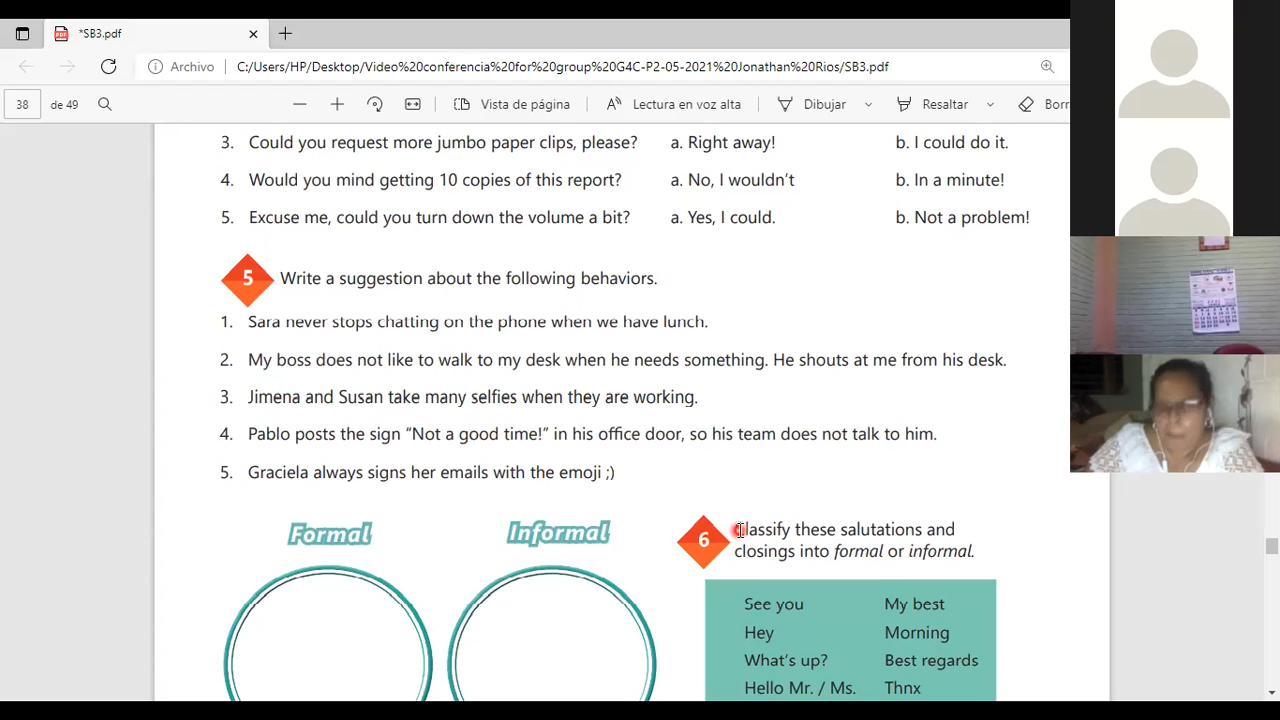 *SB3.pdf
Archivo C:/Users/HP/Desktop/Video%20conferencia%20for%20group%20G4C-P2-05-2021%20Jonathan%20Rios/SB3.pdf
38 de 49 Vista de página Lectura en voz alta Dibujar Resaltar Borr
3. Could you request more jumbo paper clips, please? a. Right away! b. I could do it.
4. Would you mind getting 10 copies of this report? a. No, I wouldn't b. In a minute!
5. Excuse me, could you turn down the volume a bit? a. Yes, I could. b. Not a problem!
5 Write a suggestion about the following behaviors.
1. Sara never stops chatting on the phone when we have lunch.
2. My boss does not like to walk to my desk when he needs something. He shouts at me from his desk.
3. Jimena and Susan take many selfies when they are working.
4. Pablo posts the sign “Not a good time!” in his office door, so his team does not talk to him.
5. Graciela always signs her emails with the emoji ;)
Formal Informal
6 Classify these salutations and
closings into formal or informal.
See you My best
Hey Morning
What's up? Best regards
Hello Mr. / Ms. Thnx